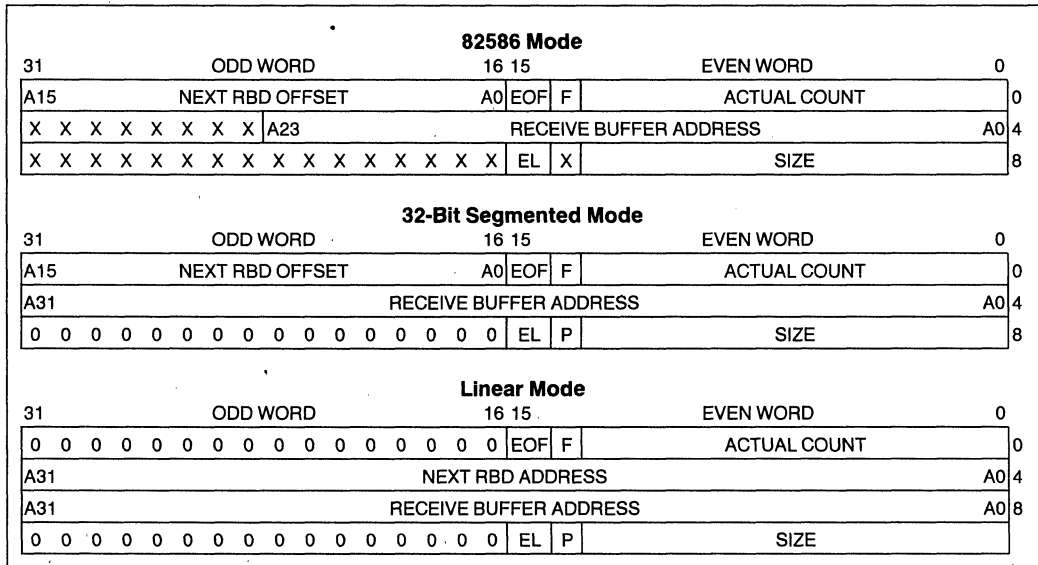 82586 Mode
31 ODD WORD 16 15 EVEN WORD 0
A15 NEXT RBD OFFSET A0 EOF F ACTUAL COUNT 0
X X X X X X X X A23 RECEIVE BUFFER ADDRESS A0 4
X X X X X X X X X X X X X X X X EL X SIZE 8
32-Bit Segmented Mode
31 ODD WORD 16 15 EVEN WORD 0
A15 NEXT RBD OFFSET A0 EOF F ACTUAL COUNT 0
A31 RECEIVE BUFFER ADDRESS A0 4
0 0 0 0 0 0 0 0 0 0 0 0 0 0 0 0 EL P SIZE 8
Linear Mode
31 ODD WORD 16 15 EVEN WORD 0
0 0 0 0 0 0 0 0 0 0 0 0 0 0 0 0 EOF F ACTUAL COUNT 0
A31 NEXT RBD ADDRESS A0 4
A31 RECEIVE BUFFER ADDRESS A0 8
0 0 0 0 0 0 0 0 0 0 0 0 0 0 0 0 EL P SIZE